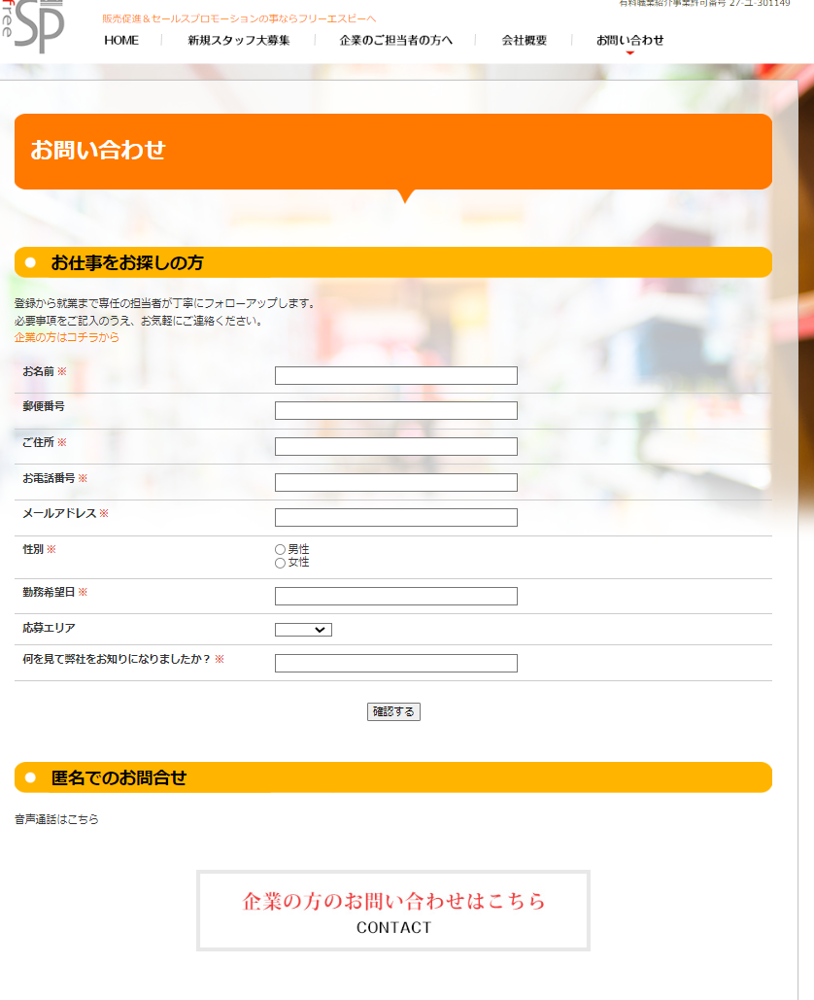 有料職業紹介事業許可番号 27-ユ-301149
free
SP
販売促進＆セールスプロモーションの事ならフリーエスピーへ
HOME 新規スタッフ大募集 企業のご担当者の方へ 会社概要 お問い合わせ
お問い合わせ
お仕事をお探しの方
登録から就業まで専任の担当者が丁寧にフォローアップします。
必要事項をご記入のうえ、お気軽にご連絡ください。
企業の方はコチラから
お名前 ※
郵便番号
ご住所 ※
お電話番号 ※
メールアドレス ※
性別 ※ 男性
女性
勤務希望日 ※
応募エリア
何を見て弊社をお知りになりましたか？ ※
確認する
匿名でのお問合せ
音声通話はこちら
企業の方のお問い合わせはこちら
CONTACT